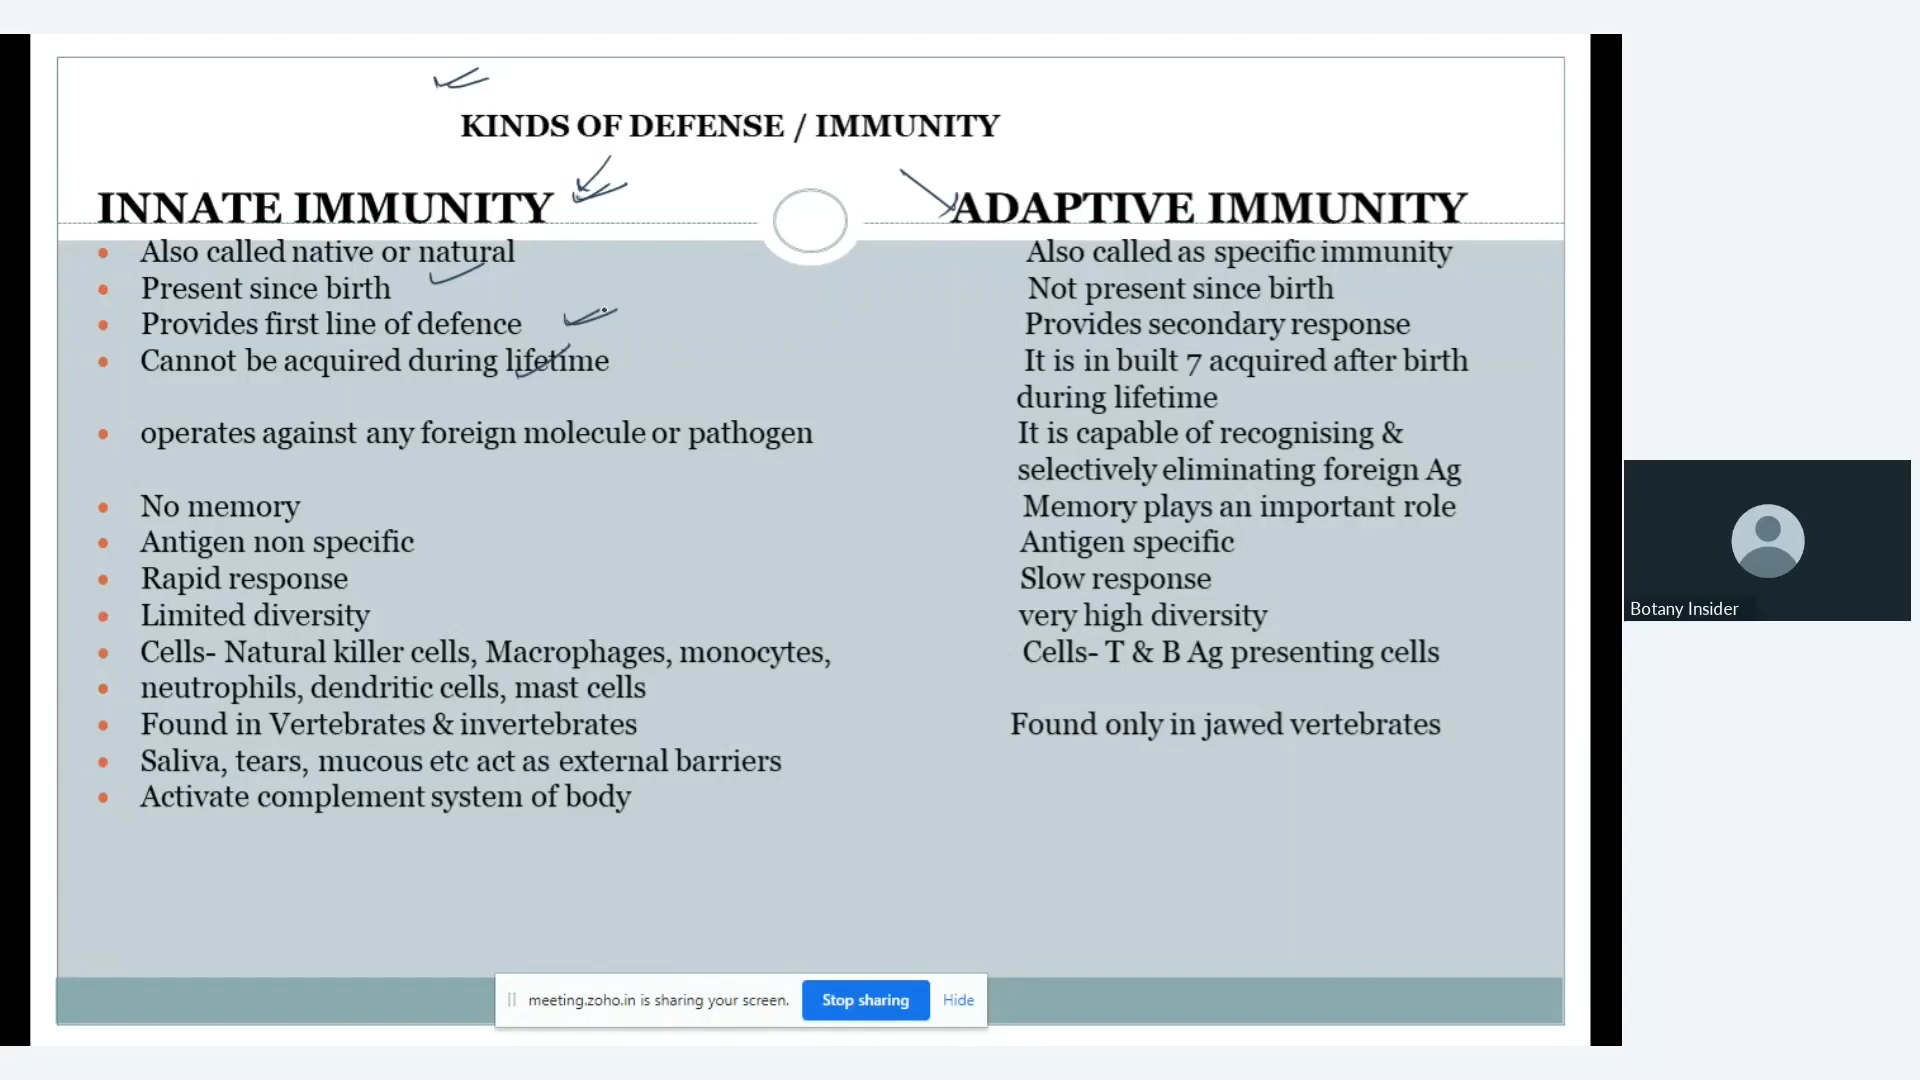 KINDS OF DEFENSE / IMMUNITY
INNATE IMMUNITY
Also called native or natural
Present since birth
Provides first line of defence
Cannot be acquired during lifetime
operates against any foreign molecule or pathogen
No memory
Antigen non specific
Rapid response
Limited diversity
Cells- Natural killer cells, Macrophages, monocytes,
neutrophils, dendritic cells, mast cells
Found in Vertebrates & invertebrates
Saliva, tears, mucous etc act as external barriers
Activate complement system of body
ADAPTIVE IMMUNITY
Also called as specific immunity
Not present since birth
Provides secondary response
It is in built 7 acquired after birth
during lifetime
It is capable of recognising &
selectively eliminating foreign Ag
Memory plays an important role
Antigen specific
Slow response
very high diversity
Cells- T & B Ag presenting cells
Found only in jawed vertebrates
Botany Insider
meeting.zoho.in is sharing your screen.
Stop sharing
Hide